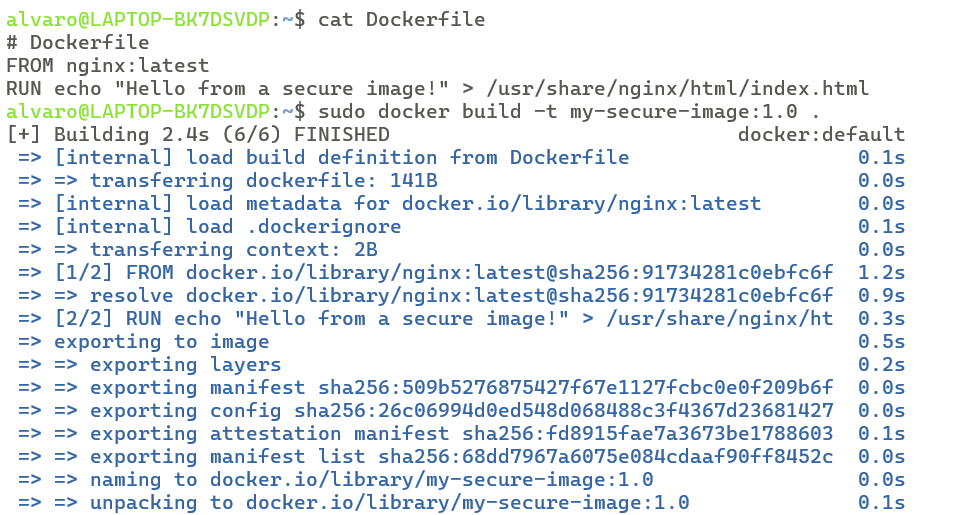 alvaro@LAPTOP-BK7DSVDP:~$ cat Dockerfile
# Dockerfile
FROM nginx:latest
RUN echo "Hello from a secure image!" > /usr/share/nginx/html/index.html
alvaro@LAPTOP-BK7DSVDP:~$ sudo docker build -t my-secure-image:1.0 .
[+] Building 2.4s (6/6) FINISHED docker:default
=> [internal] load build definition from Dockerfile 0.1s
=> => transferring dockerfile: 141B 0.0s
=> [internal] load metadata for docker.io/library/nginx:latest 0.0s
=> [internal] load .dockerignore 0.1s
=> => transferring context: 2B 0.0s
=> [1/2] FROM docker.io/library/nginx:latest@sha256:91734281c0ebfc6f 1.2s
=> => resolve docker.io/library/nginx:latest@sha256:91734281c0ebfc6f 0.9s
=> [2/2] RUN echo "Hello from a secure image!" > /usr/share/nginx/ht 0.3s
=> exporting to image 0.5s
=> => exporting layers 0.2s
=> => exporting manifest sha256:509b5276875427f67e1127fcbc0e0f209b6f 0.0s
=> => exporting config sha256:26c06994d0ed548d068488c3f4367d23681427 0.0s
=> => exporting attestation manifest sha256:fd8915fae7a3673be1788603 0.1s
=> => exporting manifest list sha256:68dd7967a6075e084cdaaf90ff8452c 0.0s
=> => naming to docker.io/library/my-secure-image:1.0 0.0s
=> => unpacking to docker.io/library/my-secure-image:1.0 0.1s